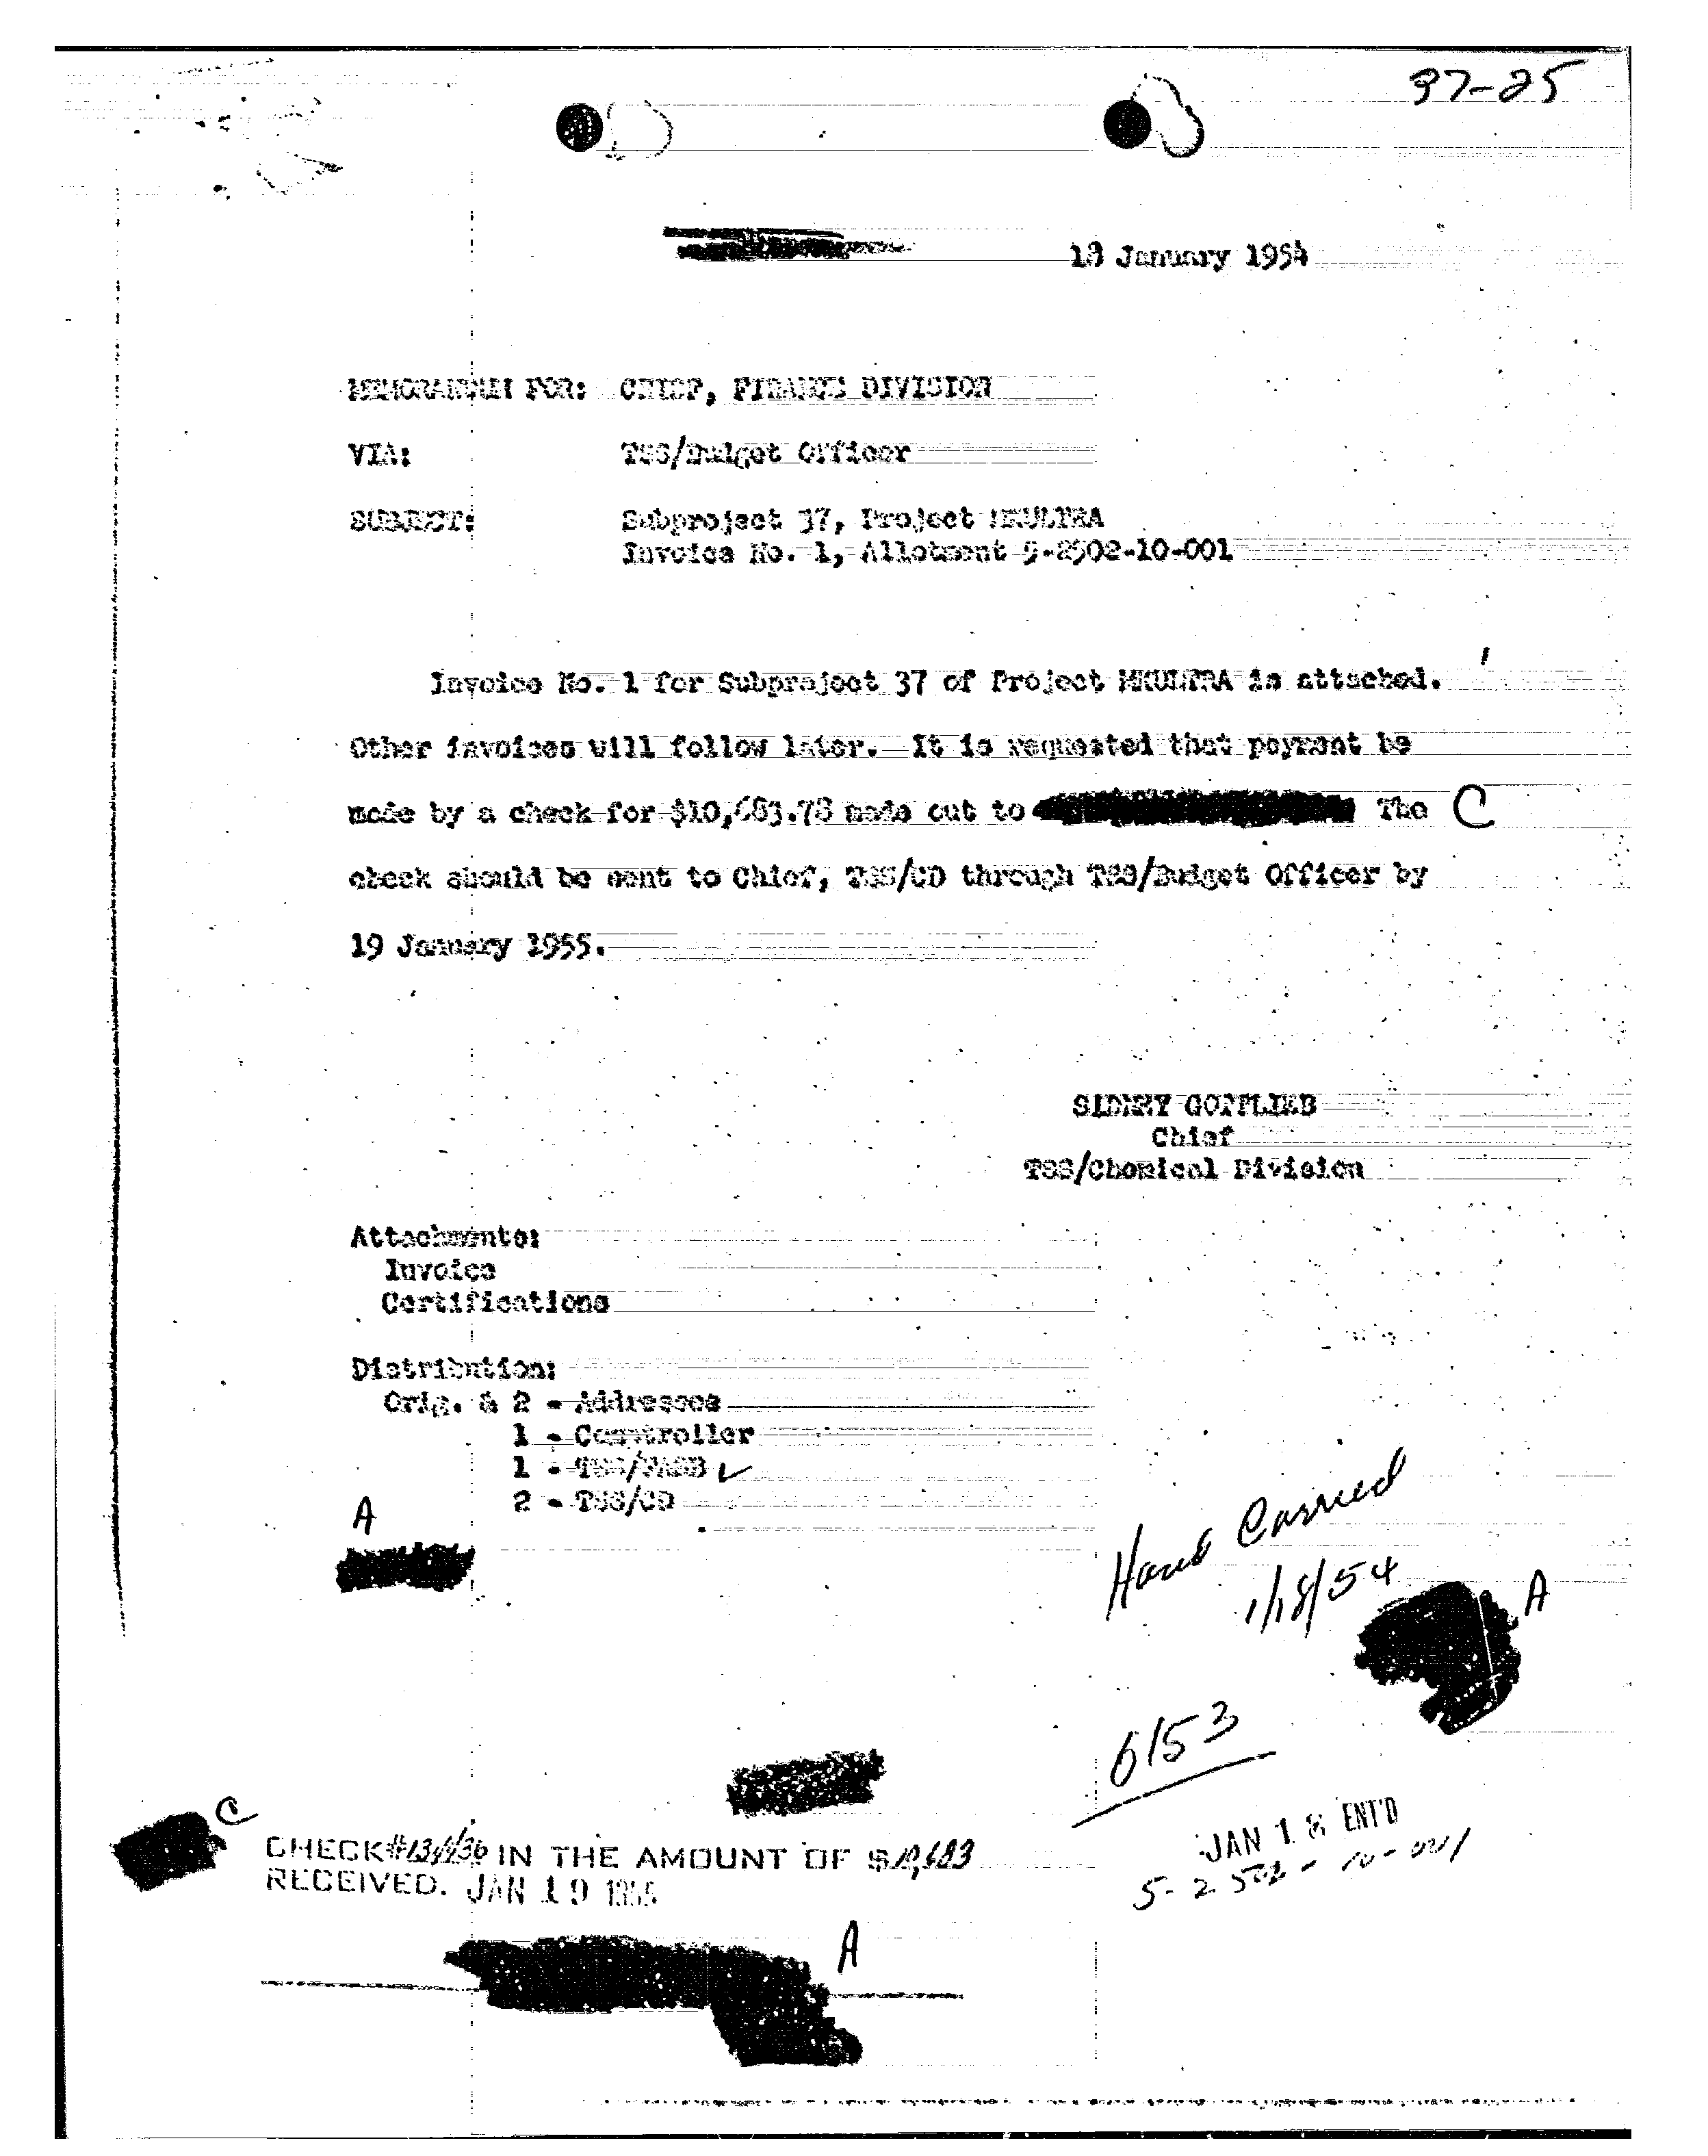 37-25
18 January 1954
MEMORANDUM FOR: CHIEF, FINANCE DIVISION
VIA: TSS/Budget Officer
SUBJECT: Subproject 37, Project MKULTRA
Invoice No. 1, Allotment 5-2502-10-001
Invoice No. 1 for Subproject 37 of Project MKULTRA is attached.
Other invoices will follow later. It is requested that payment be
made by a check for $10,683.78 made out to The C
check should be sent to Chief, TSS/CD through TSS/Budget Officer by
19 January 1955.
SIDNEY GOTTLIEB
Chief
TSS/Chemical Division
Attachments:
Invoice
Certifications
Distribution:
Orig. & 2 - Addressee
1 - Comptroller
1 - TSS/FASB ✓
2 - TSS/CD
A
Hand Carried
1/18/54
A
6153
C
JAN 18 ENT'D
5-2502-10-001
CHECK # IN THE AMOUNT OF $10,683
RECEIVED. JAN 19 1955
A